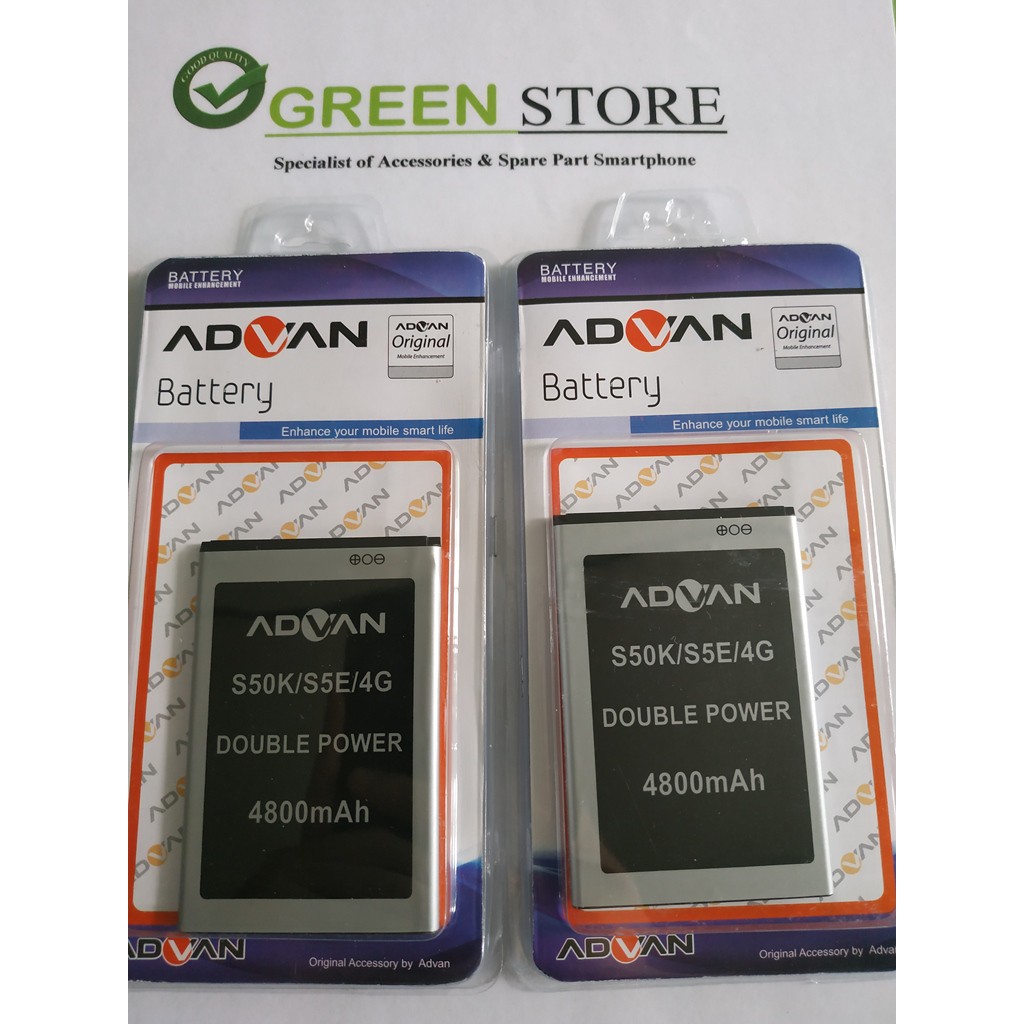 GOOD QUALITY
GREEN STORE
Specialist of Accessories & Spare Part Smartphone
BATTERY
MOBILE ENHANCEMENT
ADVAN
ADVAN
Original
Mobile Enhancement
Battery
Enhance your mobile smart life
ADVAN
S50K/S5E/4G
DOUBLE POWER
4800mAh
ADVAN
Original Accessory by Advan
BATTERY
MOBILE ENHANCEMENT
ADVAN
ADVAN
Original
Mobile Enhancement
Battery
Enhance your mobile smart life
ADVAN
S50K/S5E/4G
DOUBLE POWER
4800mAh
ADVAN
Original Accessory by Advan